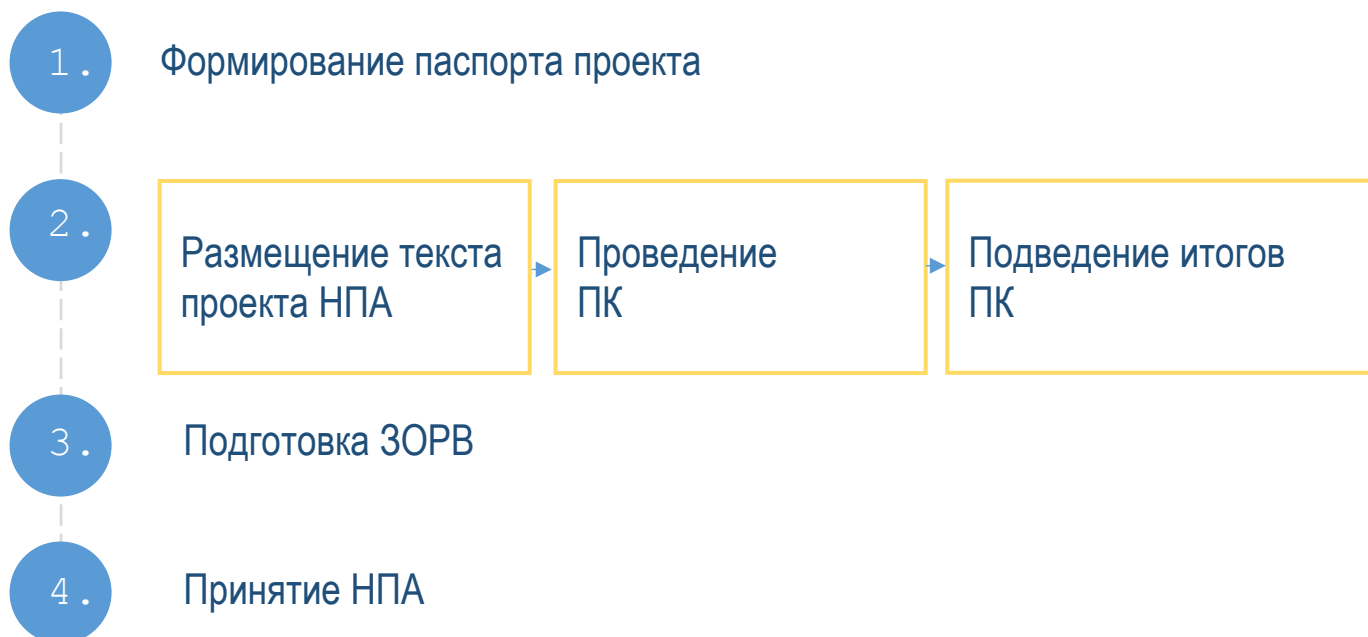 1. Формирование паспорта проекта
2.
Размещение текста
проекта НПА
Проведение
ПК
Подведение итогов
ПК
3. Подготовка ЗОРВ
4. Принятие НПА